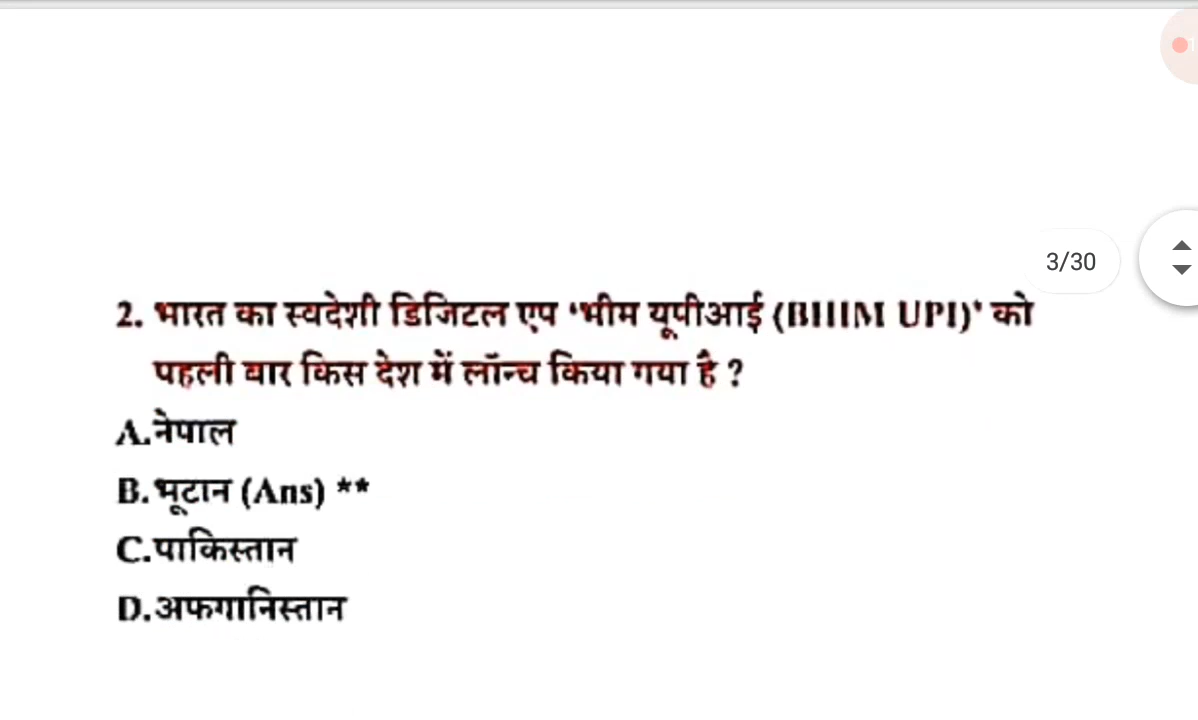 3/30
2. भारत का स्वदेशी डिजिटल एप ‘भीम यूपीआई (BHIM UPI)‘ को
पहली बार किस देश में लॉन्च किया गया है ?
A.नेपाल
B.भूटान (Ans) **
C.पाकिस्तान
D.अफगानिस्तान